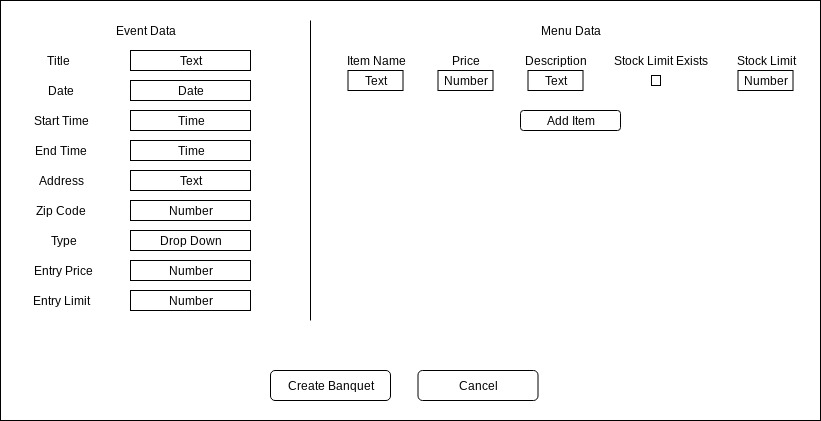 Event Data
Title Text
Date Date
Start Time Time
End Time Time
Address Text
Zip Code Number
Type Drop Down
Entry Price Number
Entry Limit Number
Menu Data
Item Name Price Description Stock Limit Exists Stock Limit
Text Number Text Number
Add Item
Create Banquet Cancel